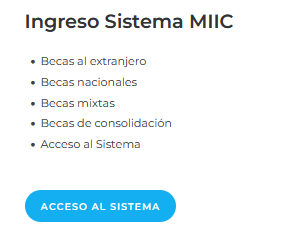 Ingreso Sistema MIIC
• Becas al extranjero
• Becas nacionales
• Becas mixtas
• Becas de consolidación
• Acceso al Sistema
ACCESO AL SISTEMA